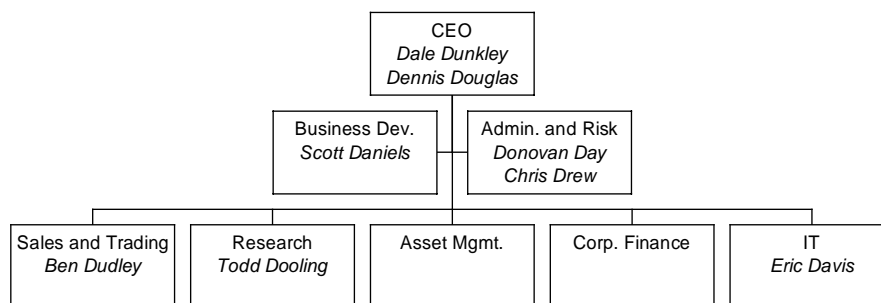 CEO
Dale Dunkley
Dennis Douglas
Business Dev.
Scott Daniels
Admin. and Risk
Donovan Day
Chris Drew
Sales and Trading
Ben Dudley
Research
Todd Dooling
Asset Mgmt.
Corp. Finance
IT
Eric Davis